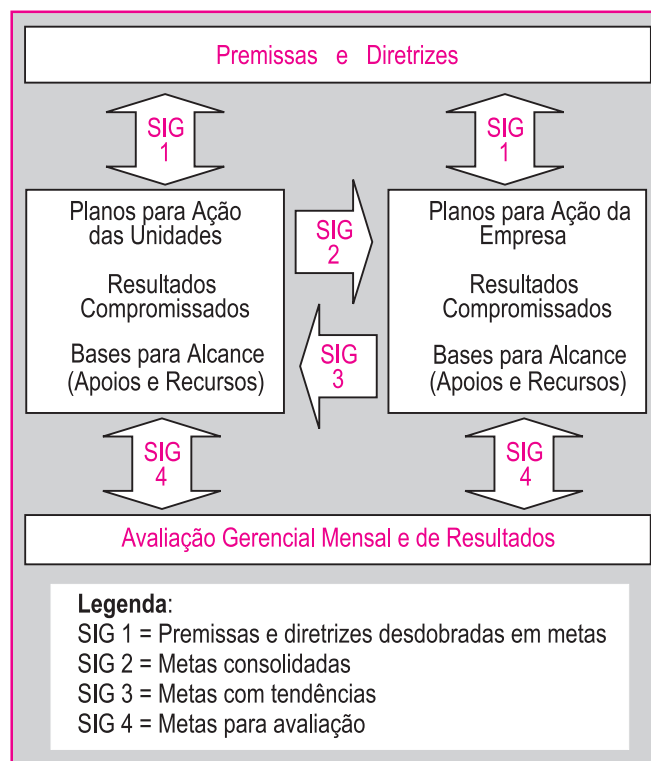 Premissas e Diretrizes
SIG
1
SIG
1
Planos para Ação
das Unidades
Resultados
Compromissados
Bases para Alcance
(Apoios e Recursos)
SIG
2
SIG
3
Planos para Ação da
Empresa
Resultados
Compromissados
Bases para Alcance
(Apoios e Recursos)
SIG
4
SIG
4
Avaliação Gerencial Mensal e de Resultados
Legenda:
SIG 1 = Premissas e diretrizes desdobradas em metas
SIG 2 = Metas consolidadas
SIG 3 = Metas com tendências
SIG 4 = Metas para avaliação